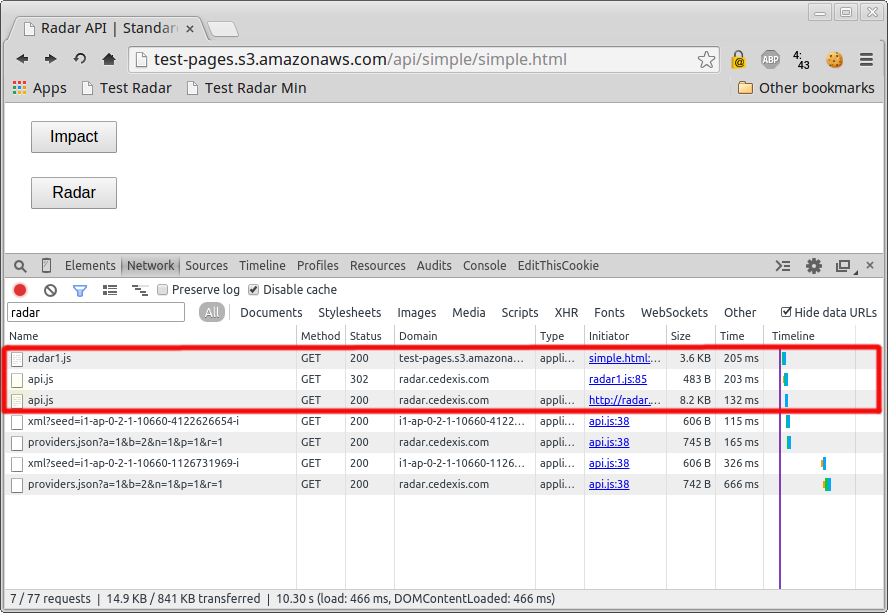 Radar API | Standar
test-pages.s3.amazonaws.com/api/simple/simple.html
ABP
4:
43
Apps Test Radar Test Radar Min Other bookmarks
Impact
Radar
Elements Network Sources Timeline Profiles Resources Audits Console EditThisCookie
Preserve log Disable cache
radar All Documents Stylesheets Images Media Scripts XHR Fonts WebSockets Other Hide data URLs
Name Method Status Domain Type Initiator Size Time Timeline
radar1.js GET 200 test-pages.s3.amazona... appli... simple.html:... 3.6 KB 205 ms
api.js GET 302 radar.cedexis.com radar1.js:85 483 B 203 ms
api.js GET 200 radar.cedexis.com appli... http://radar.... 8.2 KB 132 ms
xml?seed=i1-ap-0-2-1-10660-4122626654-i GET 200 i1-ap-0-2-1-10660-4122... appli... api.js:38 606 B 115 ms
providers.json?a=1&b=2&n=1&p=1&r=1 GET 200 radar.cedexis.com appli... api.js:38 745 B 165 ms
xml?seed=i1-ap-0-2-1-10660-1126731969-i GET 200 i1-ap-0-2-1-10660-1126... appli... api.js:38 606 B 326 ms
providers.json?a=1&b=2&n=1&p=1&r=1 GET 200 radar.cedexis.com appli... api.js:38 742 B 666 ms
7 / 77 requests | 14.9 KB / 841 KB transferred | 10.30 s (load: 466 ms, DOMContentLoaded: 466 ms)